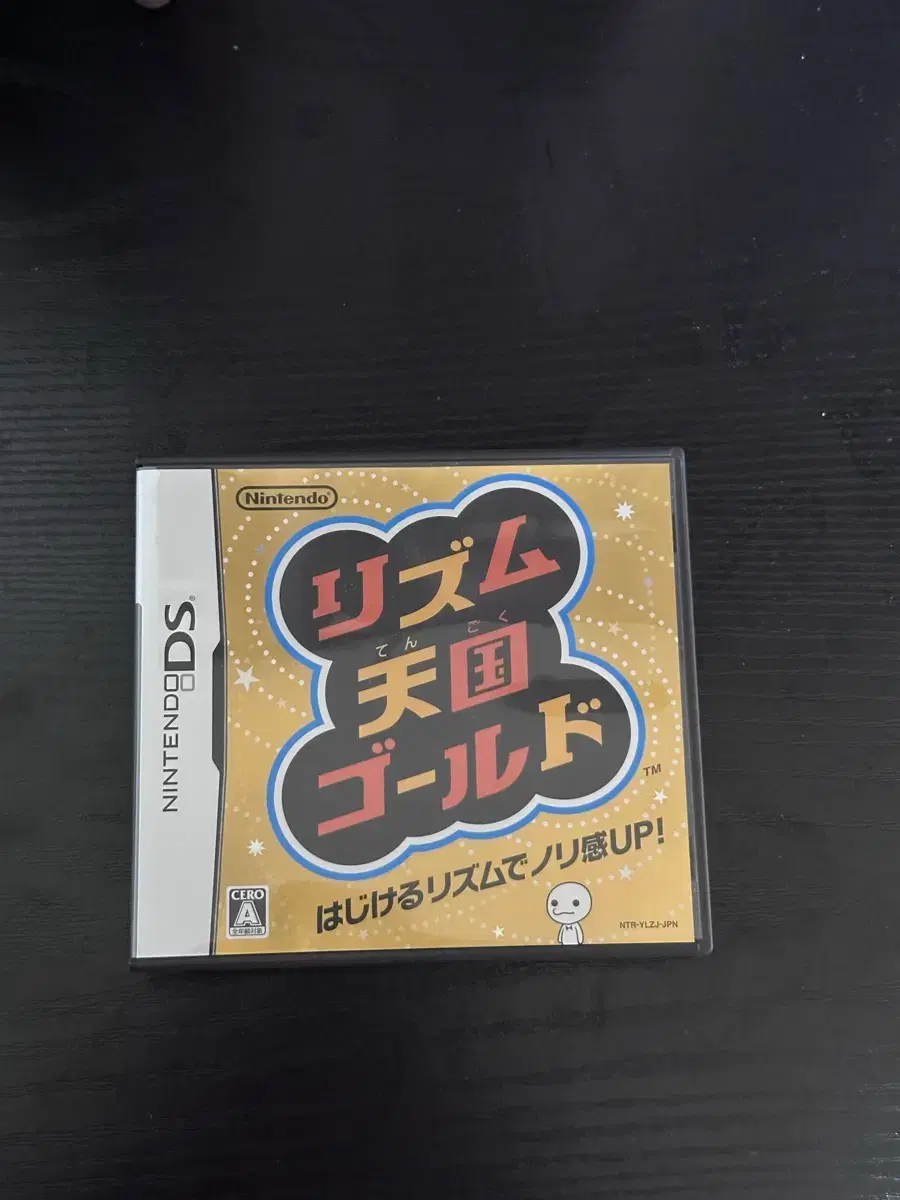 Nintendo®
リズム
てんごく
天国
ゴールド
TM
はじけるリズムでノリ感UP!
CERO
A
全年齢対象
NTR-YLZJ-JPN
NINTENDO DS®